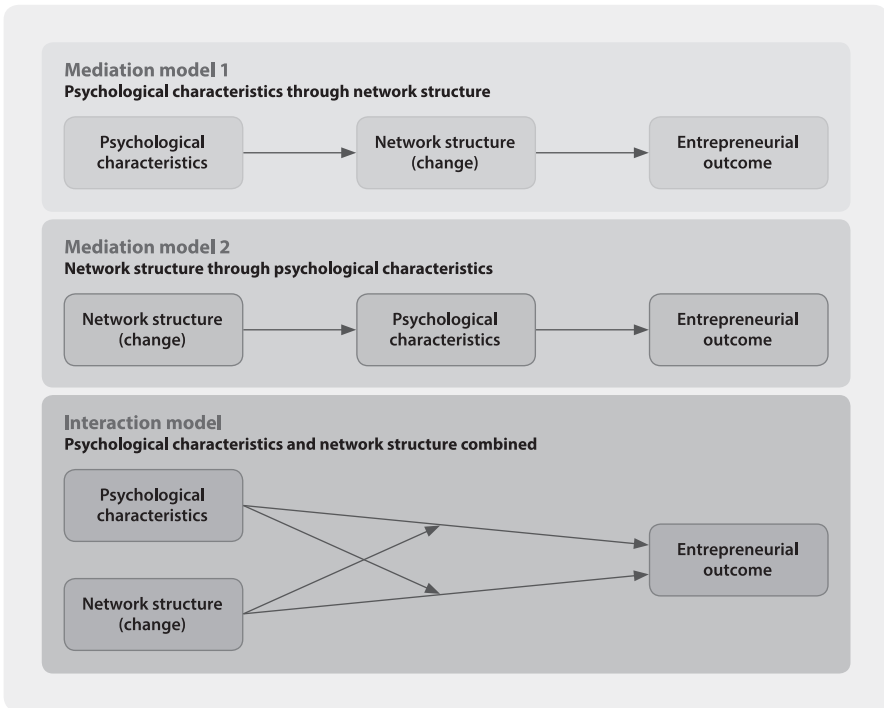 Mediation model 1
Psychological characteristics through network structure
Psychological
characteristics
Network structure
(change)
Entrepreneurial
outcome
Mediation model 2
Network structure through psychological characteristics
Network structure
(change)
Psychological
characteristics
Entrepreneurial
outcome
Interaction model
Psychological characteristics and network structure combined
Psychological
characteristics
Network structure
(change)
Entrepreneurial
outcome